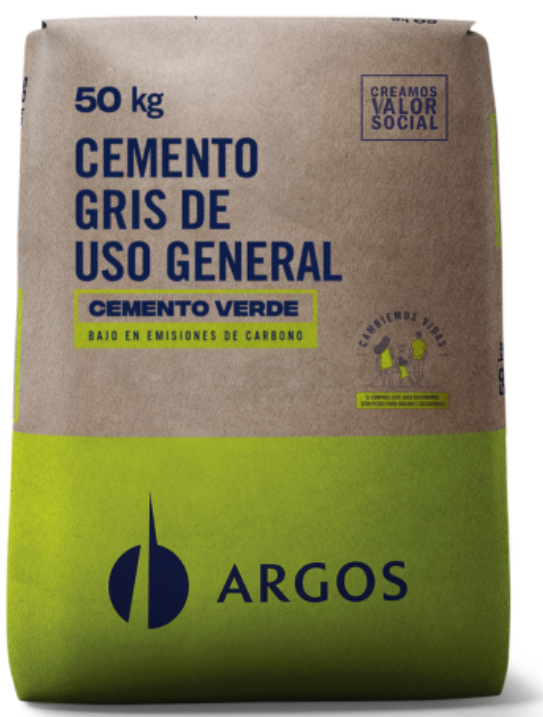 50 kg
CREAMOS
VALOR
SOCIAL
CEMENTO
GRIS DE
USO GENERAL
CEMENTO VERDE
BAJO EN EMISIONES DE CARBONO
CAMBIEMOS VIDAS
50 kg
ARGOS